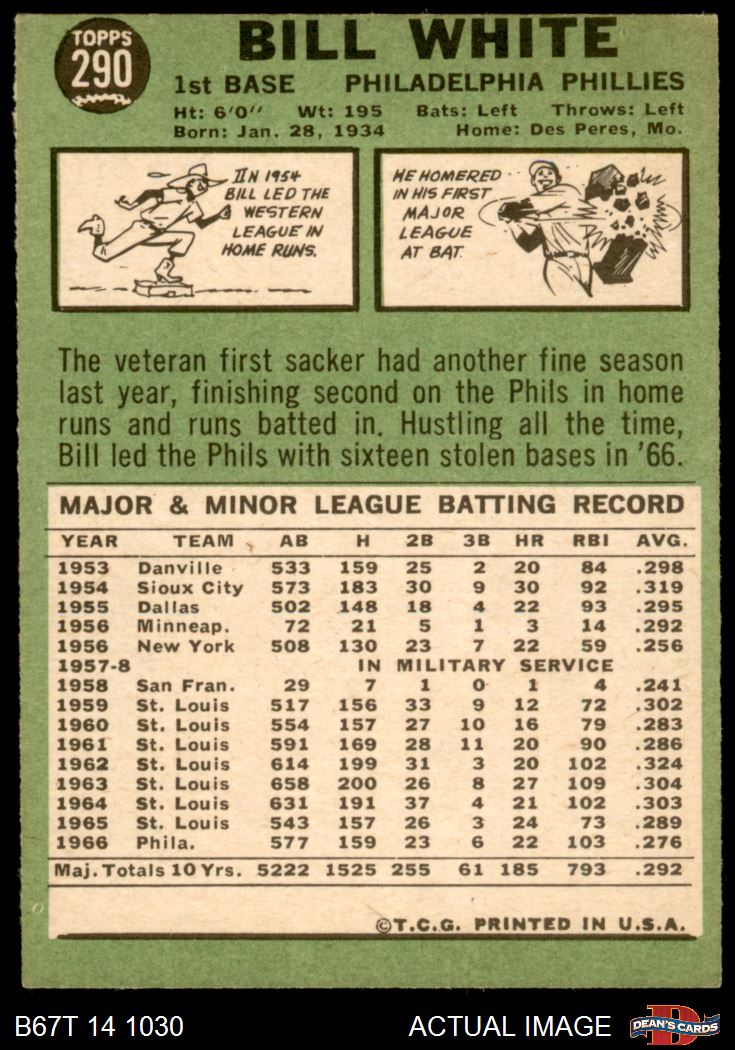 TOPPS
290
BILL WHITE
1st BASE PHILADELPHIA PHILLIES
Ht: 6'0" Wt: 195 Bats: Left Throws: Left
Born: Jan. 28, 1934 Home: Des Peres, Mo.
IN 1954
BILL LED THE
WESTERN
LEAGUE IN
HOME RUNS.
HE HOMERED
IN HIS FIRST
MAJOR
LEAGUE
AT BAT.
The veteran first sacker had another fine season
last year, finishing second on the Phils in home
runs and runs batted in. Hustling all the time,
Bill led the Phils with sixteen stolen bases in '66.
MAJOR & MINOR LEAGUE BATTING RECORD
YEAR TEAM AB H 2B 3B HR RBI AVG.
1953 Danville 533 159 25 2 20 84 .298
1954 Sioux City 573 183 30 9 30 92 .319
1955 Dallas 502 148 18 4 22 93 .295
1956 Minneap. 72 21 5 1 3 14 .292
1956 New York 508 130 23 7 22 59 .256
1957-8 IN MILITARY SERVICE
1958 San Fran. 29 7 1 0 1 4 .241
1959 St. Louis 517 156 33 9 12 72 .302
1960 St. Louis 554 157 27 10 16 79 .283
1961 St. Louis 591 169 28 11 20 90 .286
1962 St. Louis 614 199 31 3 20 102 .324
1963 St. Louis 658 200 26 8 27 109 .304
1964 St. Louis 631 191 37 4 21 102 .303
1965 St. Louis 543 157 26 3 24 73 .289
1966 Phila. 577 159 23 6 22 103 .276
Maj. Totals 10 Yrs. 5222 1525 255 61 185 793 .292
©T.C.G. PRINTED IN U.S.A.
B67T 14 1030 ACTUAL IMAGE
D
DEAN'S CARDS